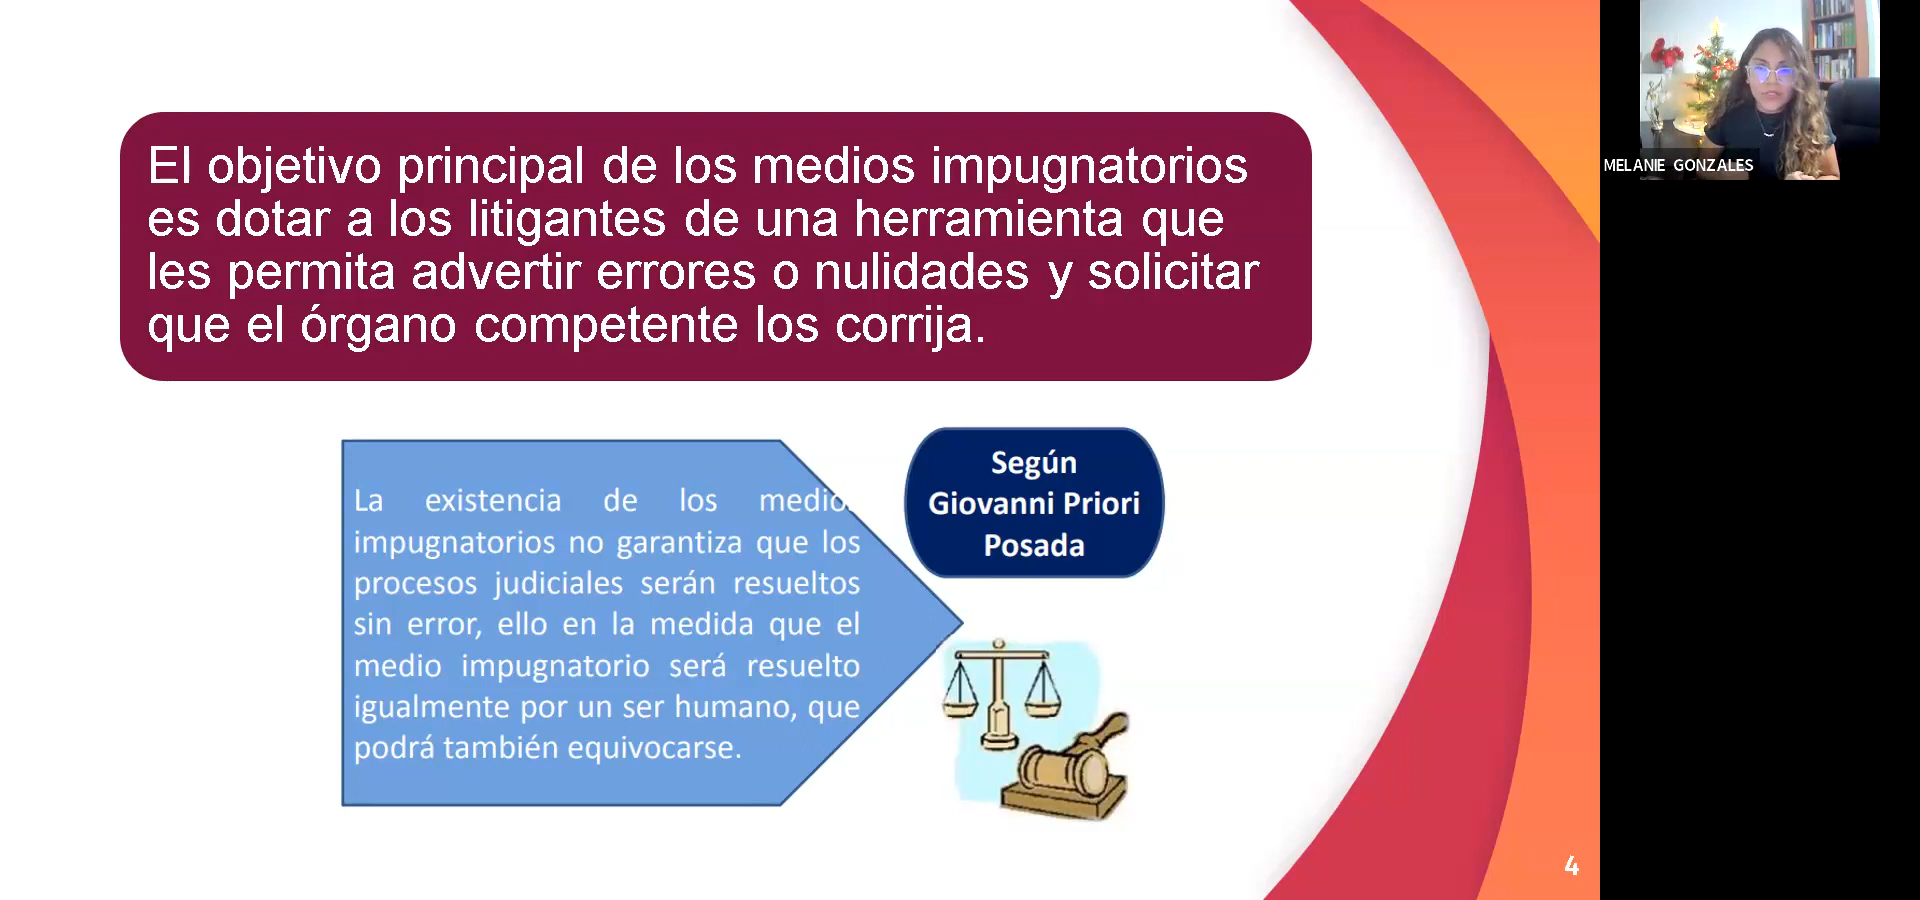 El objetivo principal de los medios impugnatorios
es dotar a los litigantes de una herramienta que
les permita advertir errores o nulidades y solicitar
que el órgano competente los corrija.
Según
Giovanni Priori
Posada
La existencia de los medios
impugnatorios no garantiza que los
procesos judiciales serán resueltos
sin error, ello en la medida que el
medio impugnatorio será resuelto
igualmente por un ser humano, que
podrá también equivocarse.
4
MELANIE GONZALES